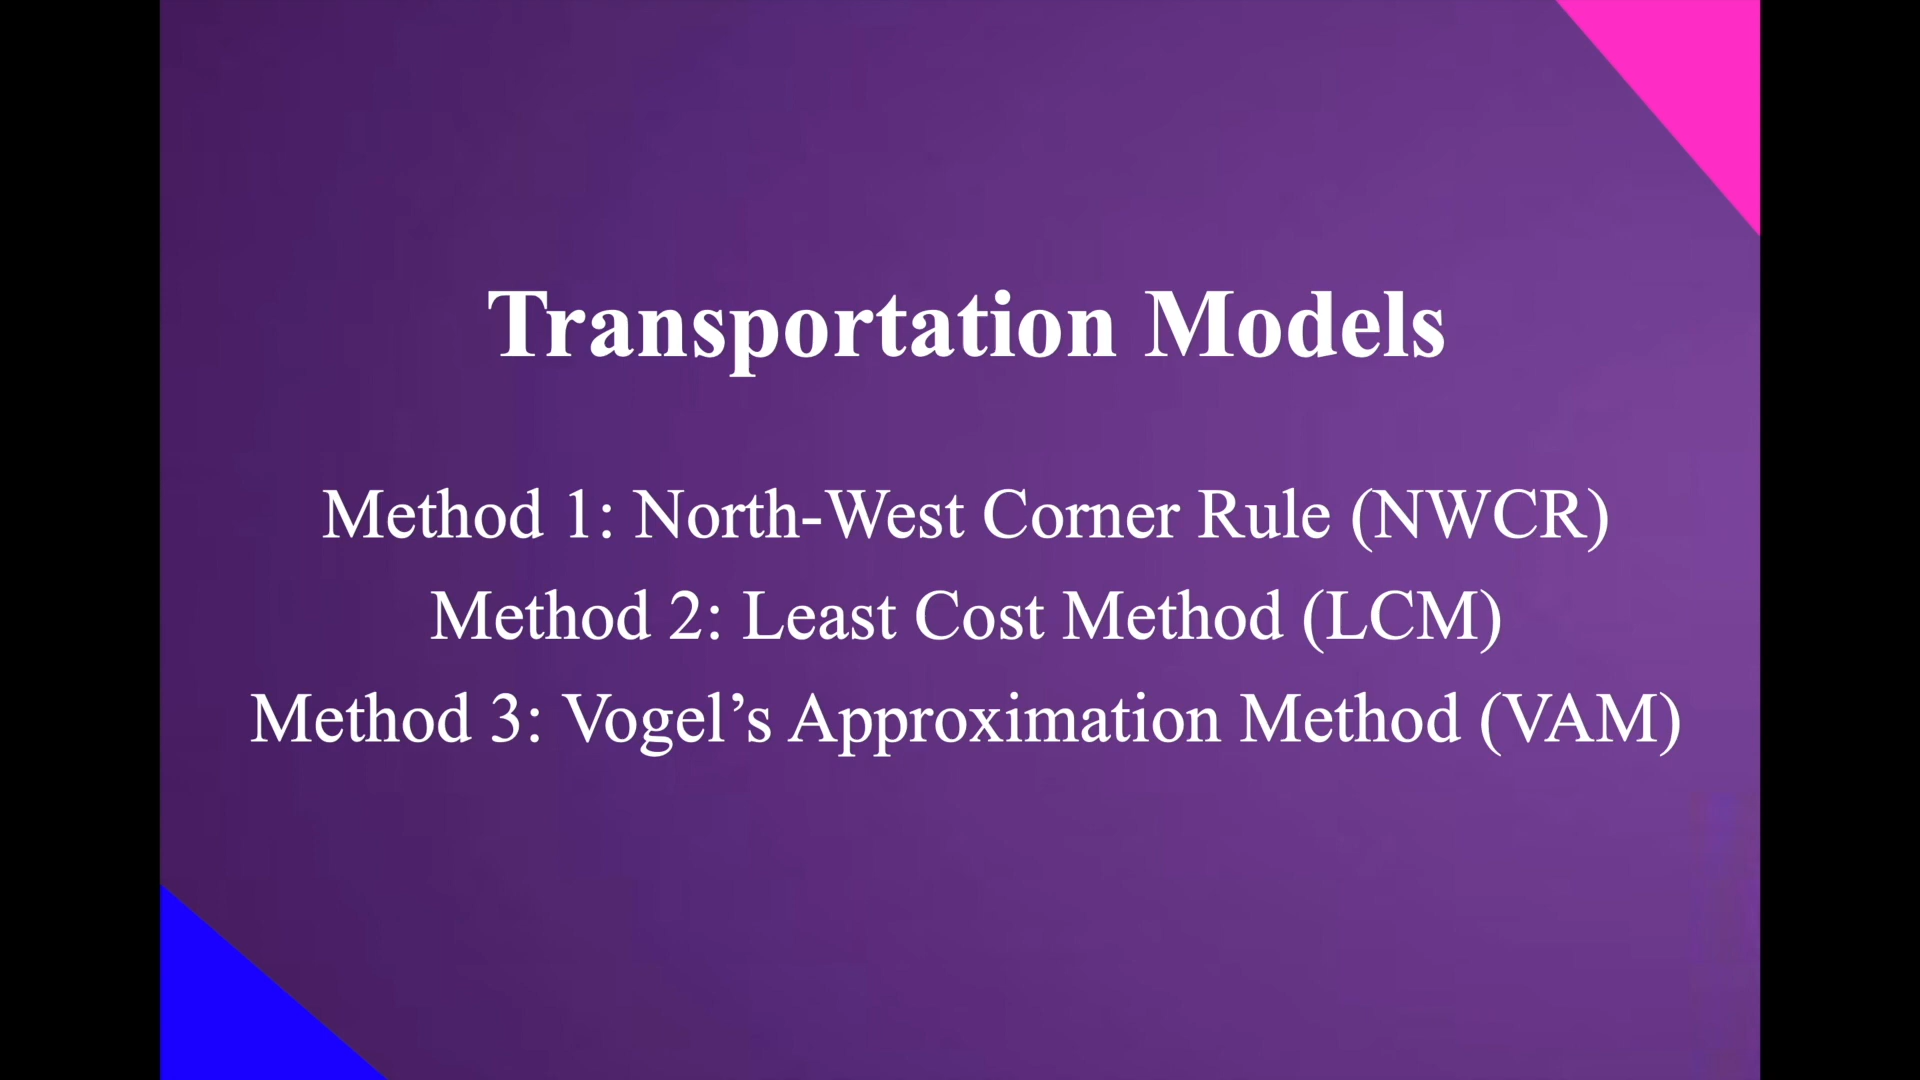 Transportation Models
Method 1: North-West Corner Rule (NWCR)
Method 2: Least Cost Method (LCM)
Method 3: Vogel’s Approximation Method (VAM)